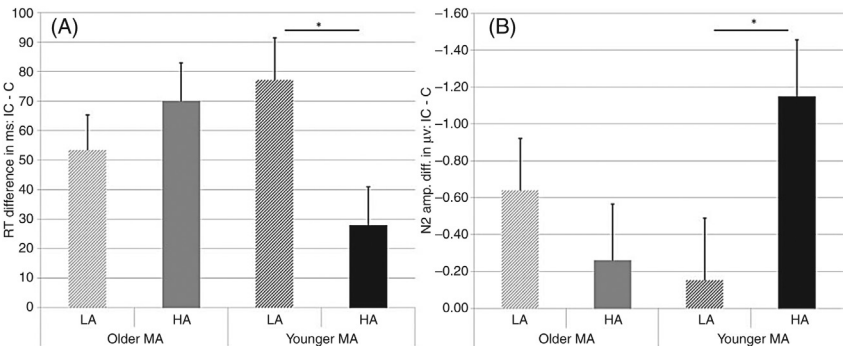 (A)
RT difference in ms: IC - C
100
90
80
70
60
50
40
30
20
10
0
*
LA HA LA HA
Older MA Younger MA
(B)
N2 amp. diff. in μv: IC - C
−1.60
−1.40
−1.20
−1.00
−0.80
−0.60
−0.40
−0.20
0.00
*
LA HA LA HA
Older MA Younger MA